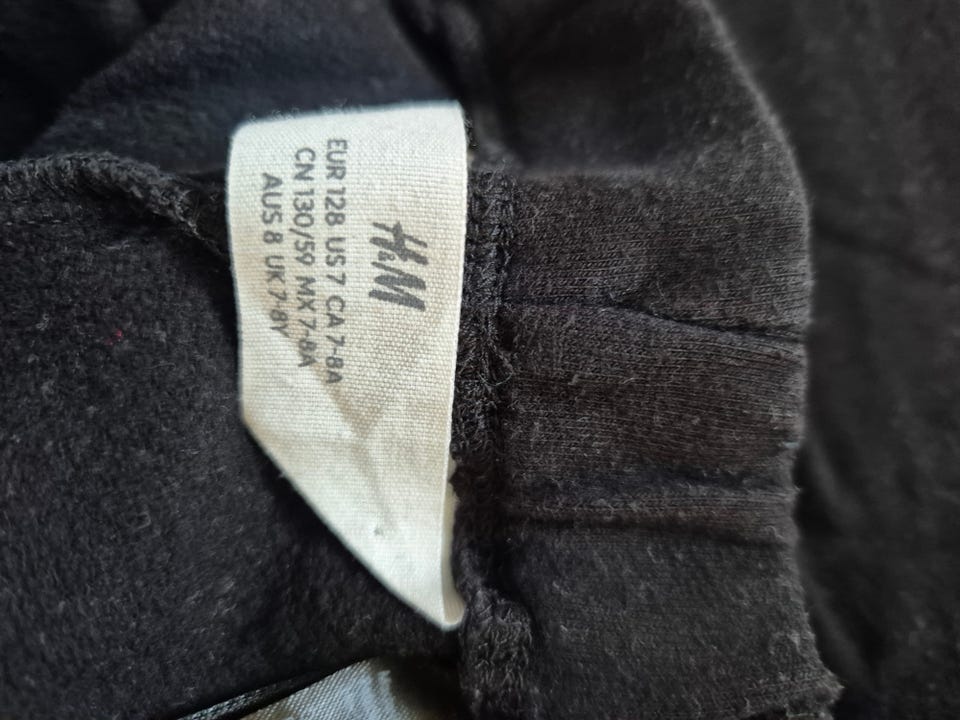 H&M
EUR 128 US 7 CA 7-8A
CN 130/59 MX 7-8A
AUS 8 UK 7-8Y